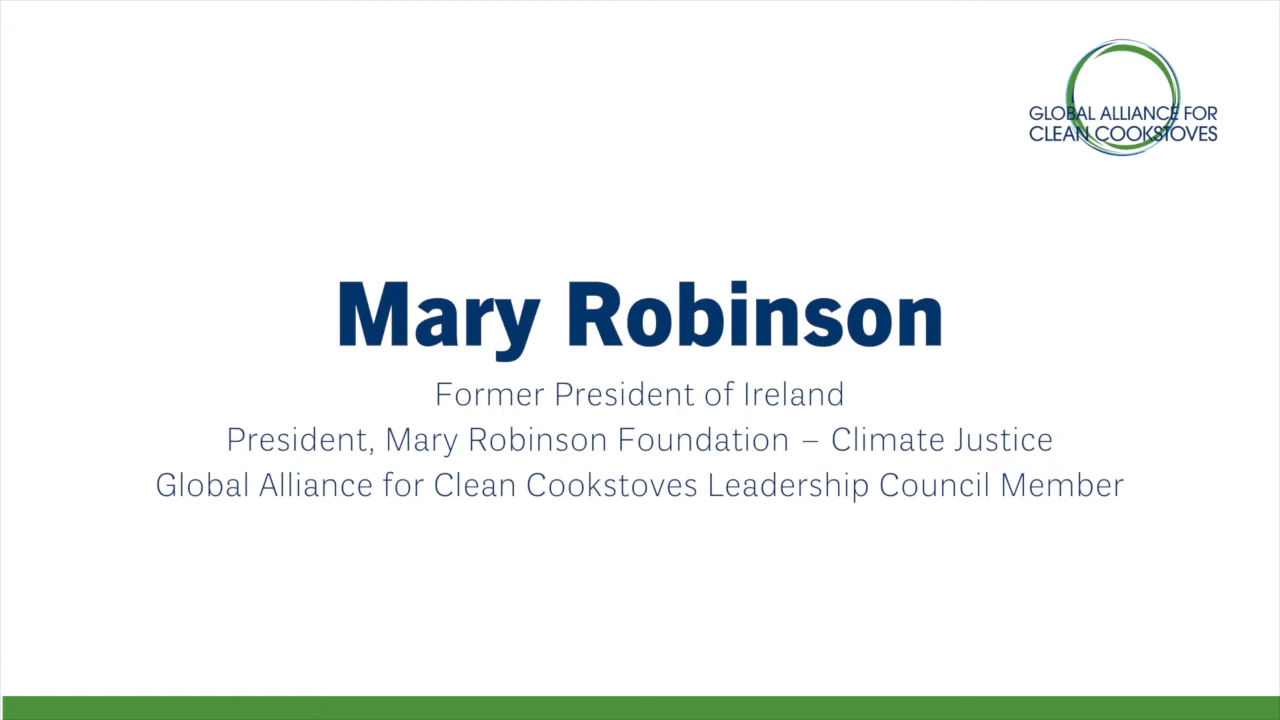 GLOBAL ALLIANCE FOR
CLEAN COOKSTOVES
Mary Robinson
Former President of Ireland
President, Mary Robinson Foundation – Climate Justice
Global Alliance for Clean Cookstoves Leadership Council Member